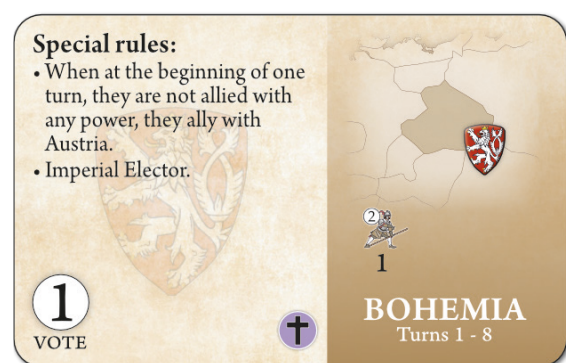 Special rules:
• When at the beginning of one
turn, they are not allied with
any power, they ally with
Austria.
• Imperial Elector.
1
VOTE
2
1
BOHEMIA
Turns 1 - 8